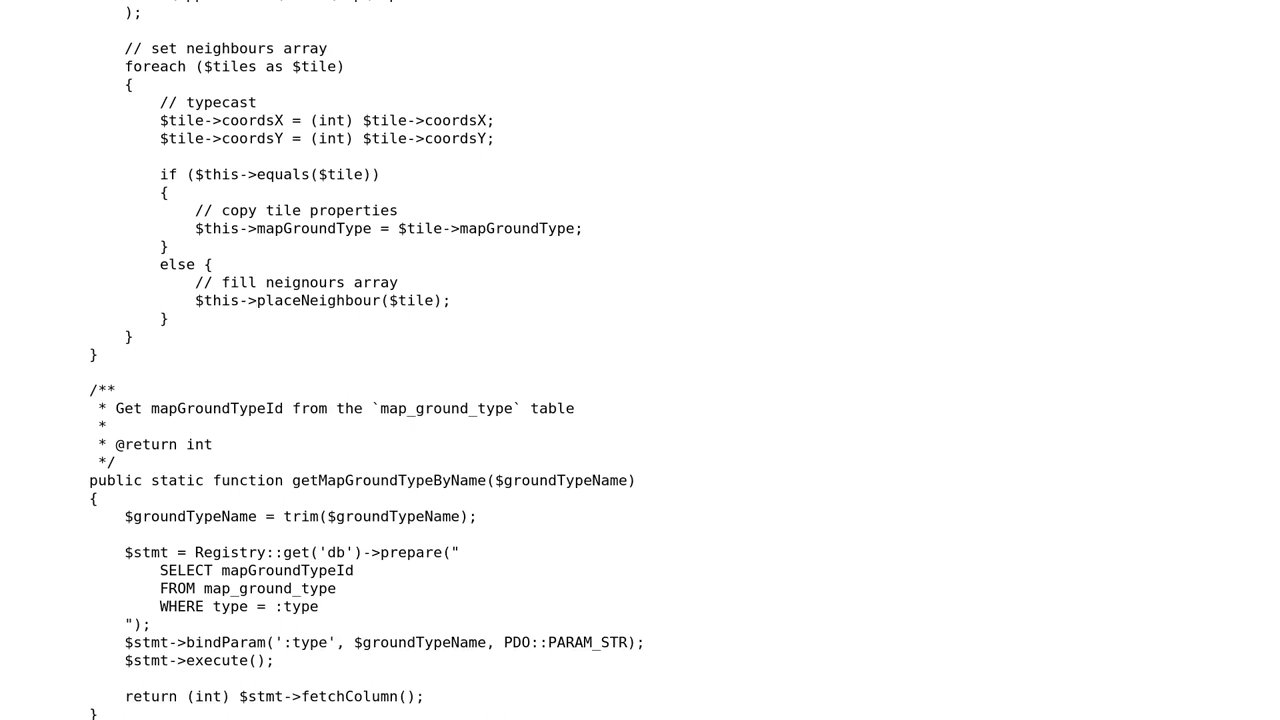 );

// set neighbours array
foreach ($tiles as $tile)
{
    // typecast
    $tile->coordsX = (int) $tile->coordsX;
    $tile->coordsY = (int) $tile->coordsY;

    if ($this->equals($tile))
    {
        // copy tile properties
        $this->mapGroundType = $tile->mapGroundType;
    }
    else {
        // fill neignours array
        $this->placeNeighbour($tile);
    }
}
}

/**
 * Get mapGroundTypeId from the `map_ground_type` table
 *
 * @return int
 */
public static function getMapGroundTypeByName($groundTypeName)
{
    $groundTypeName = trim($groundTypeName);

    $stmt = Registry::get('db')->prepare("
        SELECT mapGroundTypeId
        FROM map_ground_type
        WHERE type = :type
    ");
    $stmt->bindParam(':type', $groundTypeName, PDO::PARAM_STR);
    $stmt->execute();

    return (int) $stmt->fetchColumn();
}